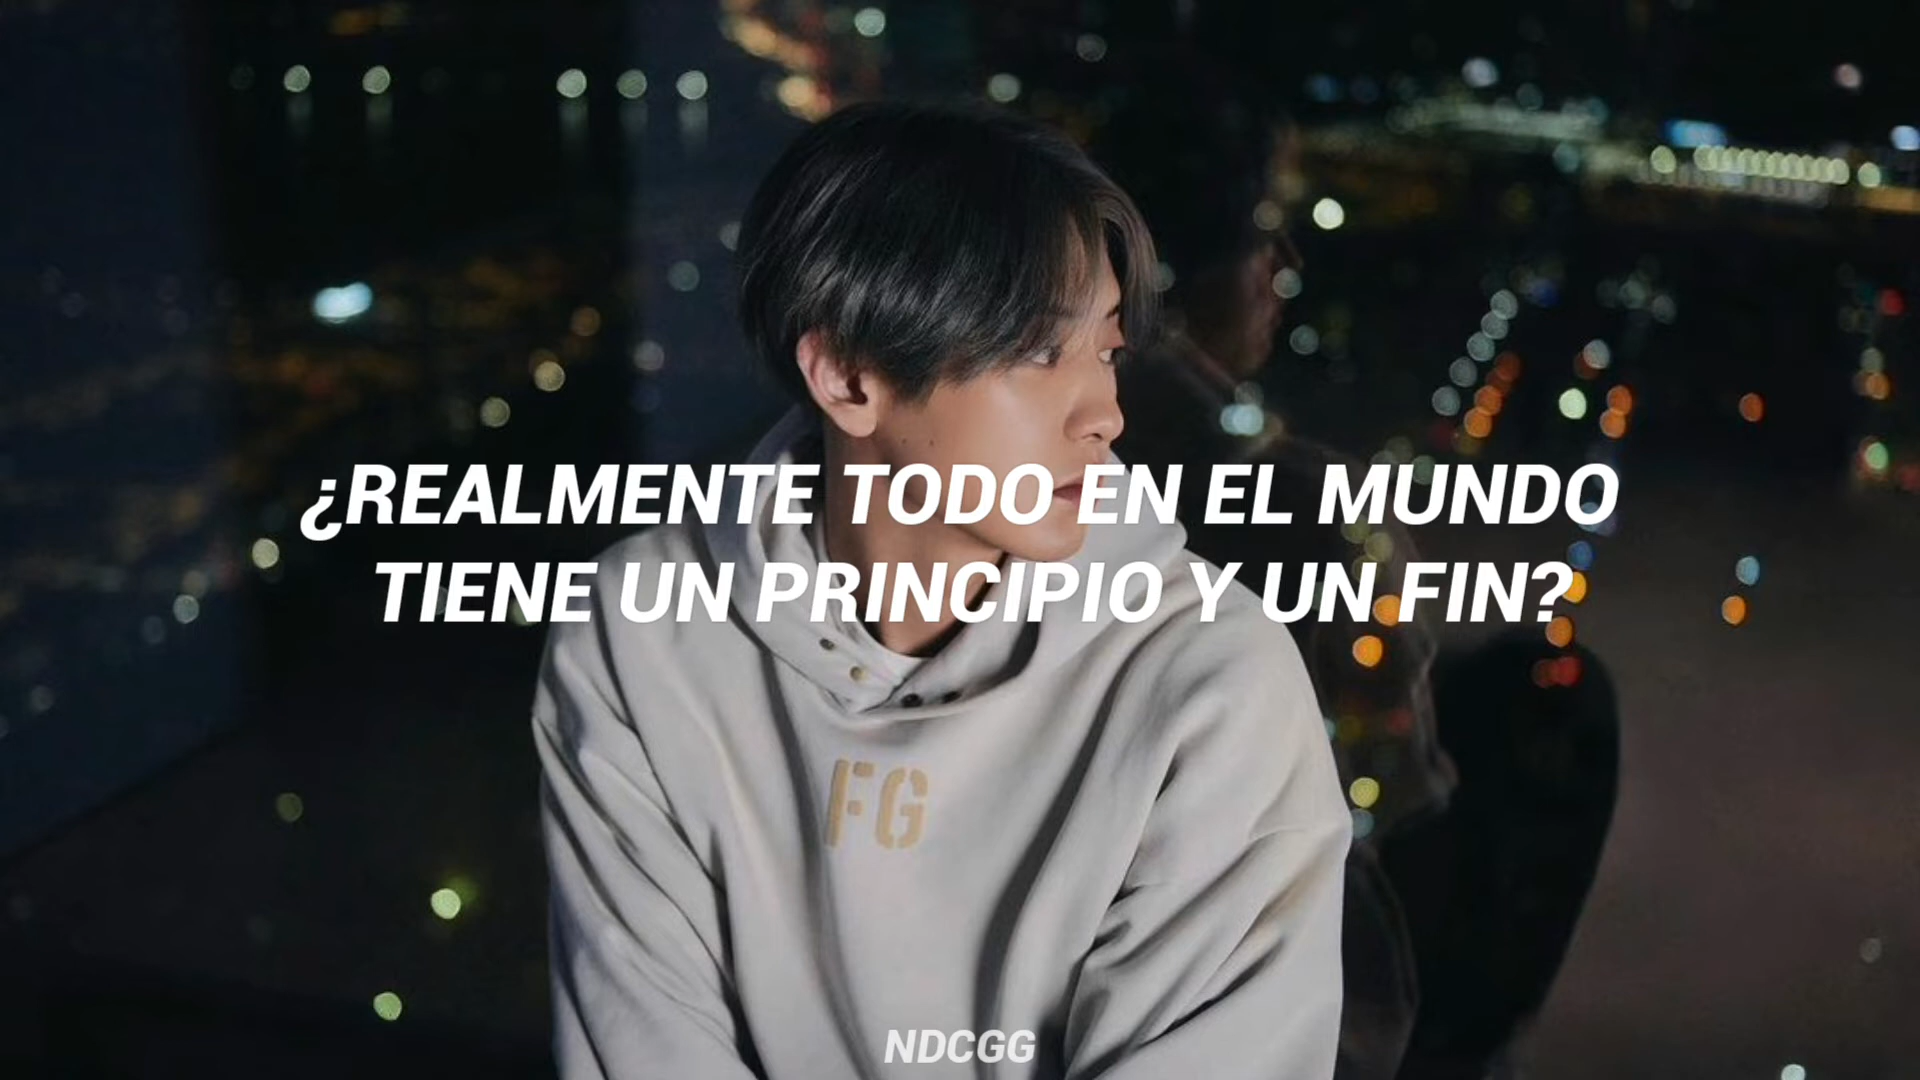 ¿REALMENTE TODO EN EL MUNDO
TIENE UN PRINCIPIO Y UN FIN?
FG
NDCGG